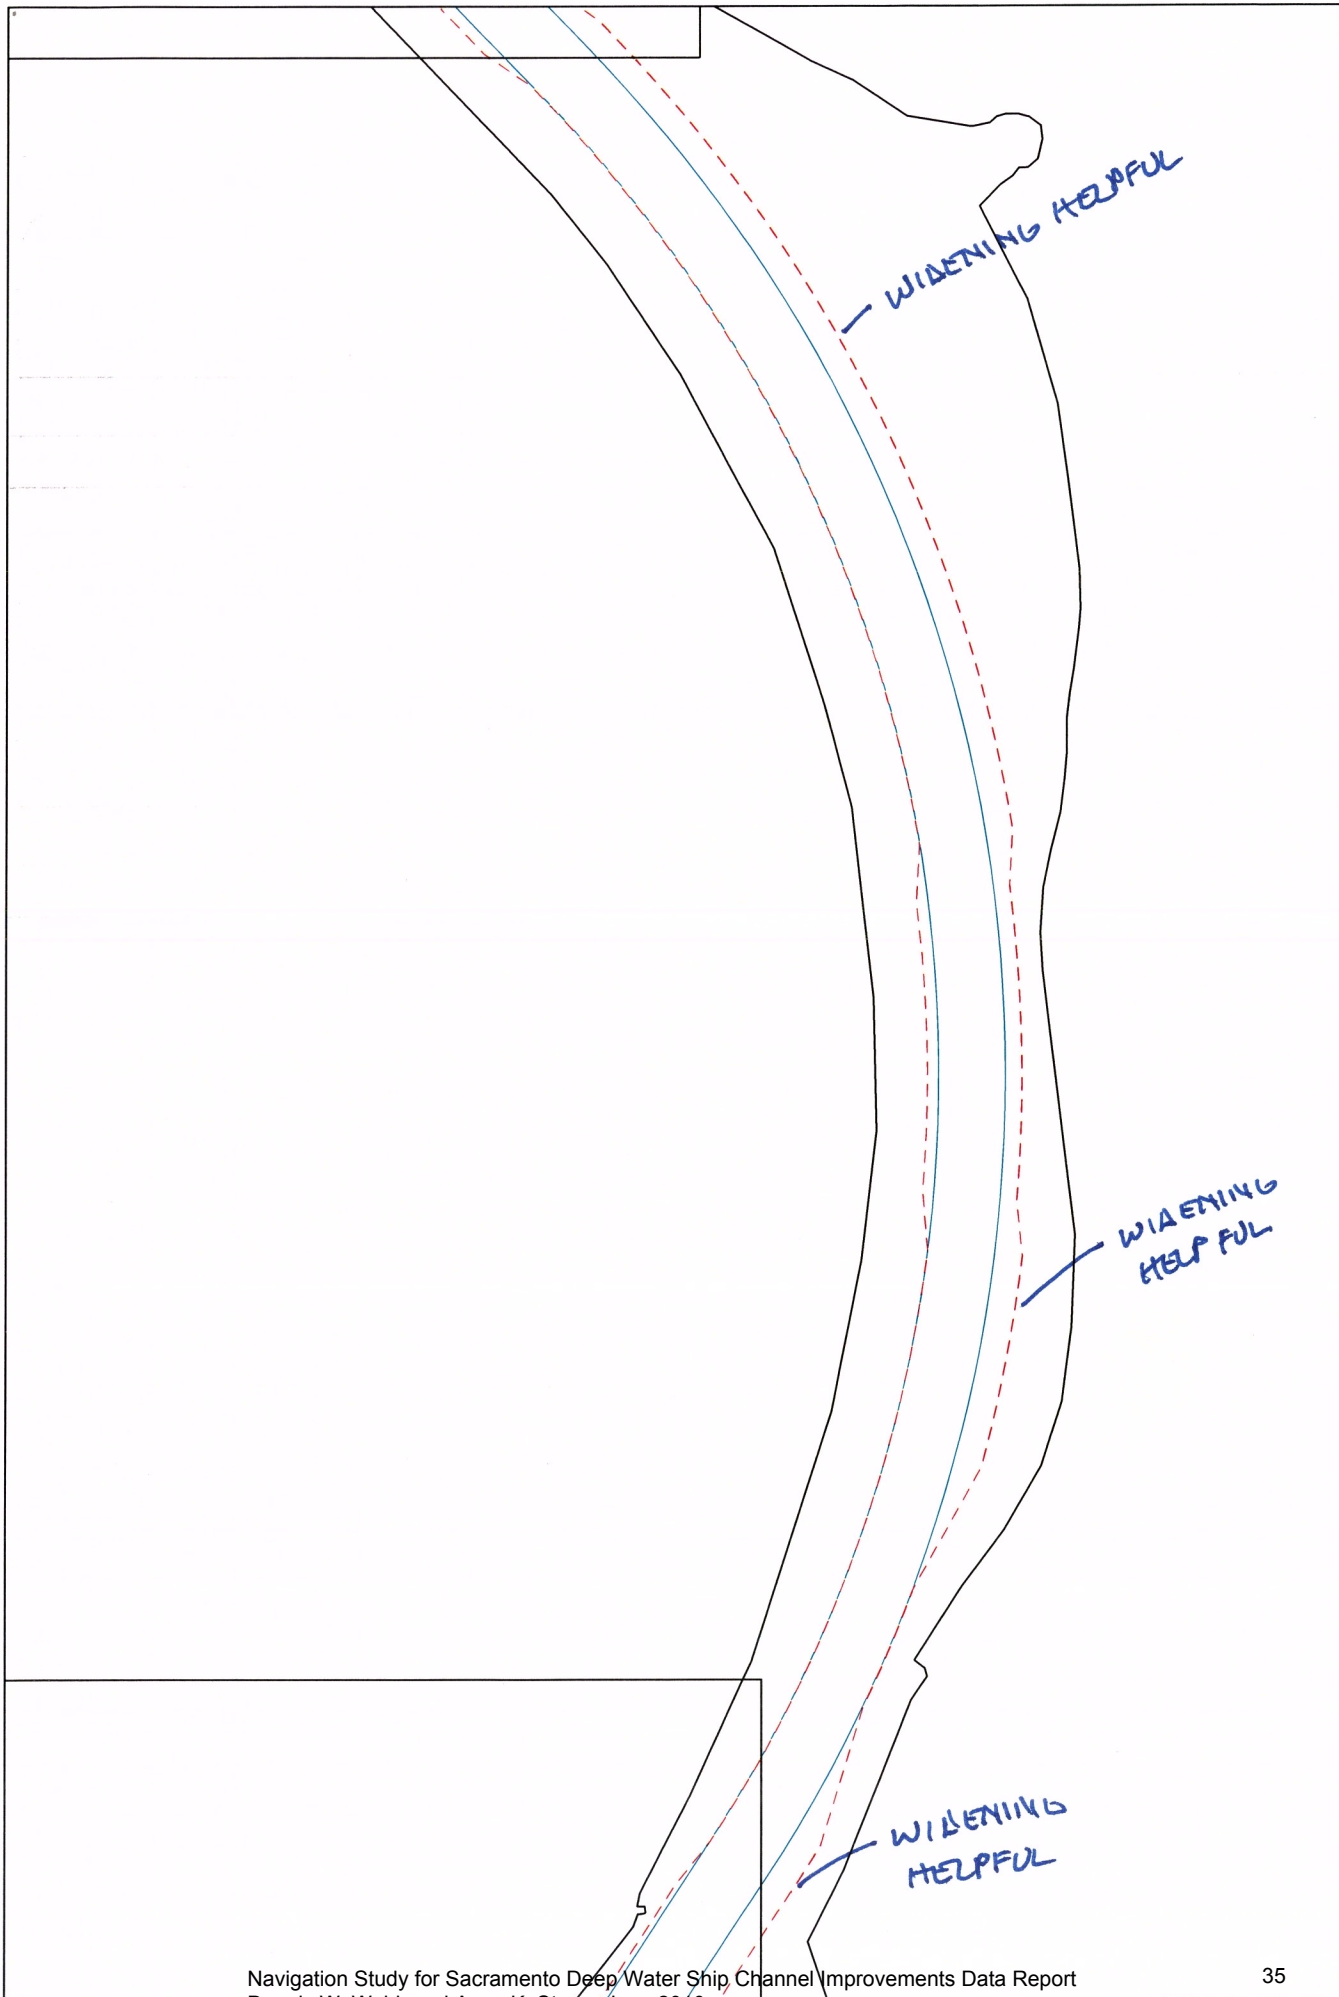 WIDENING HELPFUL
WIDENING
HELPFUL
WIDENING
HELPFUL
Navigation Study for Sacramento Deep Water Ship Channel Improvements Data Report
35